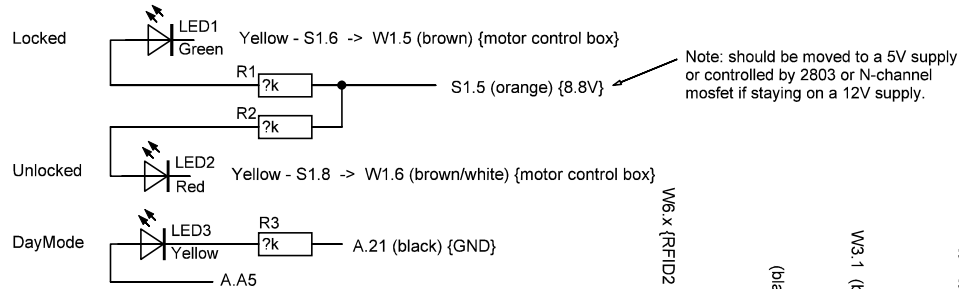 Locked
LED1
Green
Yellow - S1.6 -> W1.5 (brown) {motor control box}
R1
?k
S1.5 (orange) {8.8V}
Note: should be moved to a 5V supply
or controlled by 2803 or N-channel
mosfet if staying on a 12V supply.
R2
?k
Unlocked
LED2
Red
Yellow - S1.8 -> W1.6 (brown/white) {motor control box}
DayMode
LED3
Yellow
R3
?k
A.21 (black) {GND}
A.A5
W6.x {RFID2
W3.1